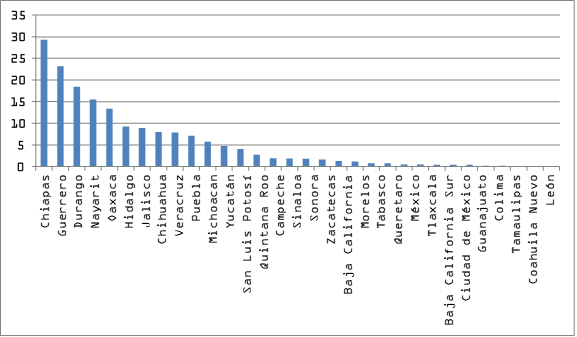 35
30
25
20
15
10
5
0
Chiapas
Guerrero
Durango
Nayarit
Oaxaca
Hidalgo
Jalisco
Chihuahua
Veracruz
Puebla
Michoacan
Yucatán
San Luis Potosí
Quintana Roo
Campeche
Sinaloa
Sonora
Zacatecas
Baja California
Morelos
Tabasco
Queretaro
México
Tlaxcala
Baja California Sur
Ciudad de México
Guanajuato
Colima
Tamaulipas
Coahuila Nuevo
León